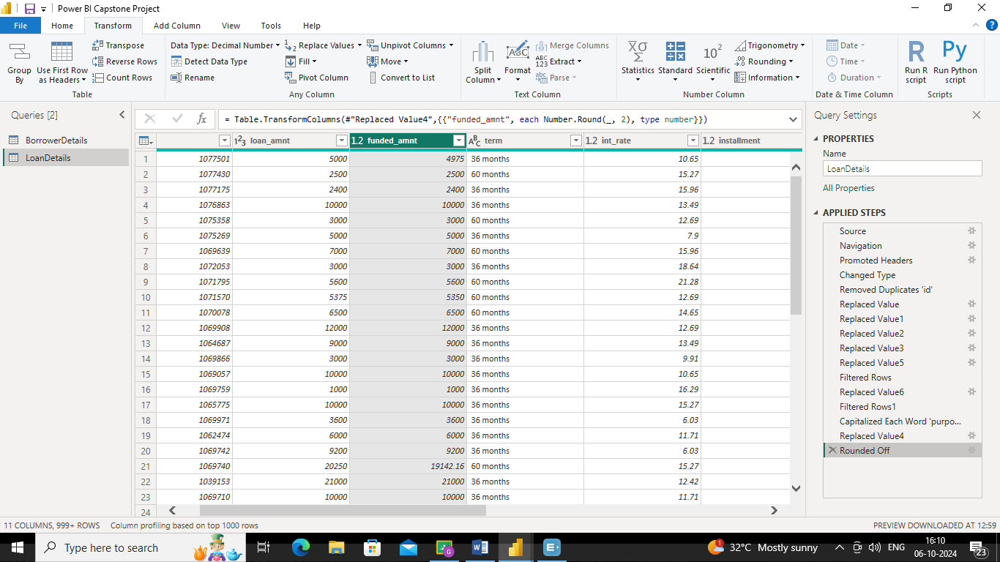 Power BI Capstone Project
File Home Transform Add Column View Tools Help
Group By
Use First Row as Headers
Transpose
Reverse Rows
Count Rows
Table
Data Type: Decimal Number
Detect Data Type
Rename
Replace Values
Fill
Pivot Column
Unpivot Columns
Move
Convert to List
Any Column
Split Column
Format
Merge Columns
Extract
Parse
Text Column
Statistics
Standard
Scientific
Trigonometry
Rounding
Information
Number Column
Date
Time
Duration
Date & Time Column
Run R script
Run Python script
Scripts
Queries [2]
BorrowerDetails
LoanDetails
= Table.TransformColumns(#"Replaced Value4",{{"funded_amnt", each Number.Round(_, 2), type number}})
loan_amnt 1.2 funded_amnt term 1.2 int_rate 1.2 installment
1 1077501 5000 4975 36 months 10.65
2 1077430 2500 2500 60 months 15.27
3 1077175 2400 2400 36 months 15.96
4 1076863 10000 10000 36 months 13.49
5 1075358 3000 3000 60 months 12.69
6 1075269 5000 5000 36 months 7.9
7 1069639 7000 7000 60 months 15.96
8 1072053 3000 3000 36 months 18.64
9 1071795 5600 5600 60 months 21.28
10 1071570 5375 5350 60 months 12.69
11 1070078 6500 6500 60 months 14.65
12 1069908 12000 12000 36 months 12.69
13 1064687 9000 9000 36 months 13.49
14 1069866 3000 3000 36 months 9.91
15 1069057 10000 10000 36 months 10.65
16 1069759 1000 1000 36 months 16.29
17 1065775 10000 10000 36 months 15.27
18 1069971 3600 3600 36 months 6.03
19 1062474 6000 6000 36 months 11.71
20 1069742 9200 9200 36 months 6.03
21 1069740 20250 19142.16 60 months 15.27
22 1039153 21000 21000 36 months 12.42
23 1069710 10000 10000 36 months 11.71
24
Query Settings
PROPERTIES
Name
LoanDetails
All Properties
APPLIED STEPS
Source
Navigation
Promoted Headers
Changed Type
Removed Duplicates 'id'
Replaced Value
Replaced Value1
Replaced Value2
Replaced Value3
Replaced Value5
Filtered Rows
Replaced Value6
Filtered Rows1
Capitalized Each Word 'purpo...
Replaced Value4
Rounded Off
11 COLUMNS, 999+ ROWS Column profiling based on top 1000 rows PREVIEW DOWNLOADED AT 12:59
Type here to search
32°C Mostly sunny
ENG
16:10
06-10-2024
23